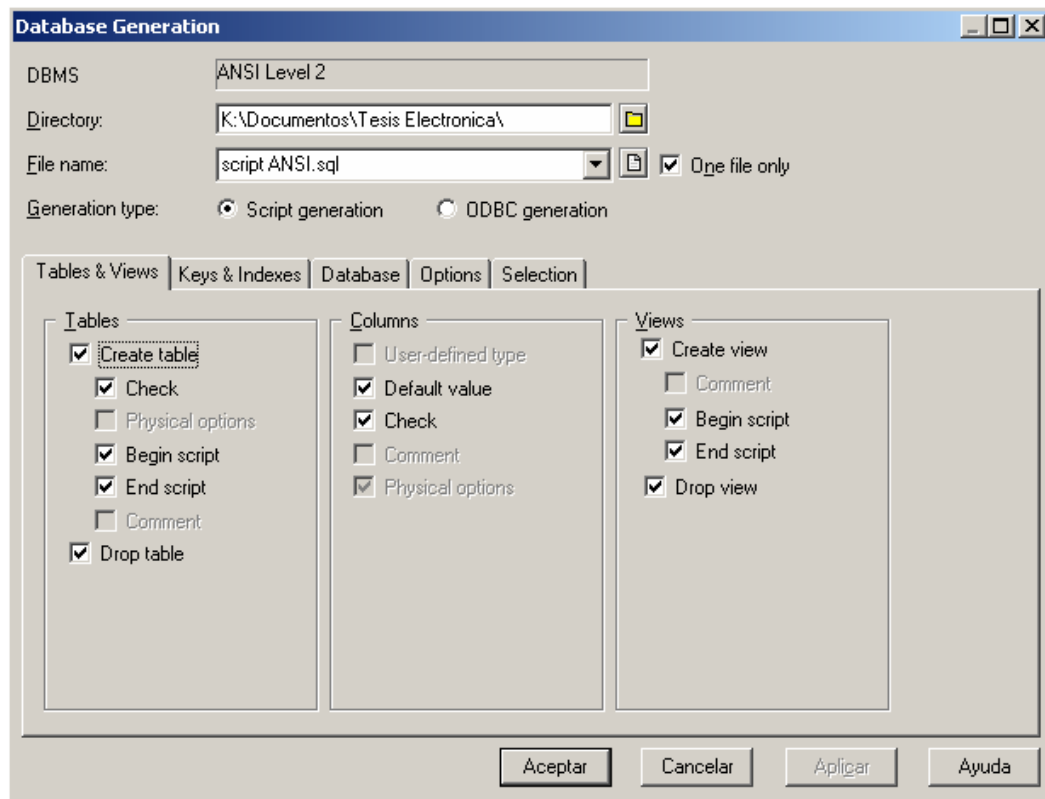 Database Generation
DBMS ANSI Level 2
Directory: K:\Documentos\Tesis Electronica\
File name: script ANSI.sql One file only
Generation type: Script generation ODBC generation
Tables & Views Keys & Indexes Database Options Selection
Tables
Create table
Check
Physical options
Begin script
End script
Comment
Drop table
Columns
User-defined type
Default value
Check
Comment
Physical options
Views
Create view
Comment
Begin script
End script
Drop view
Aceptar Cancelar Aplicar Ayuda